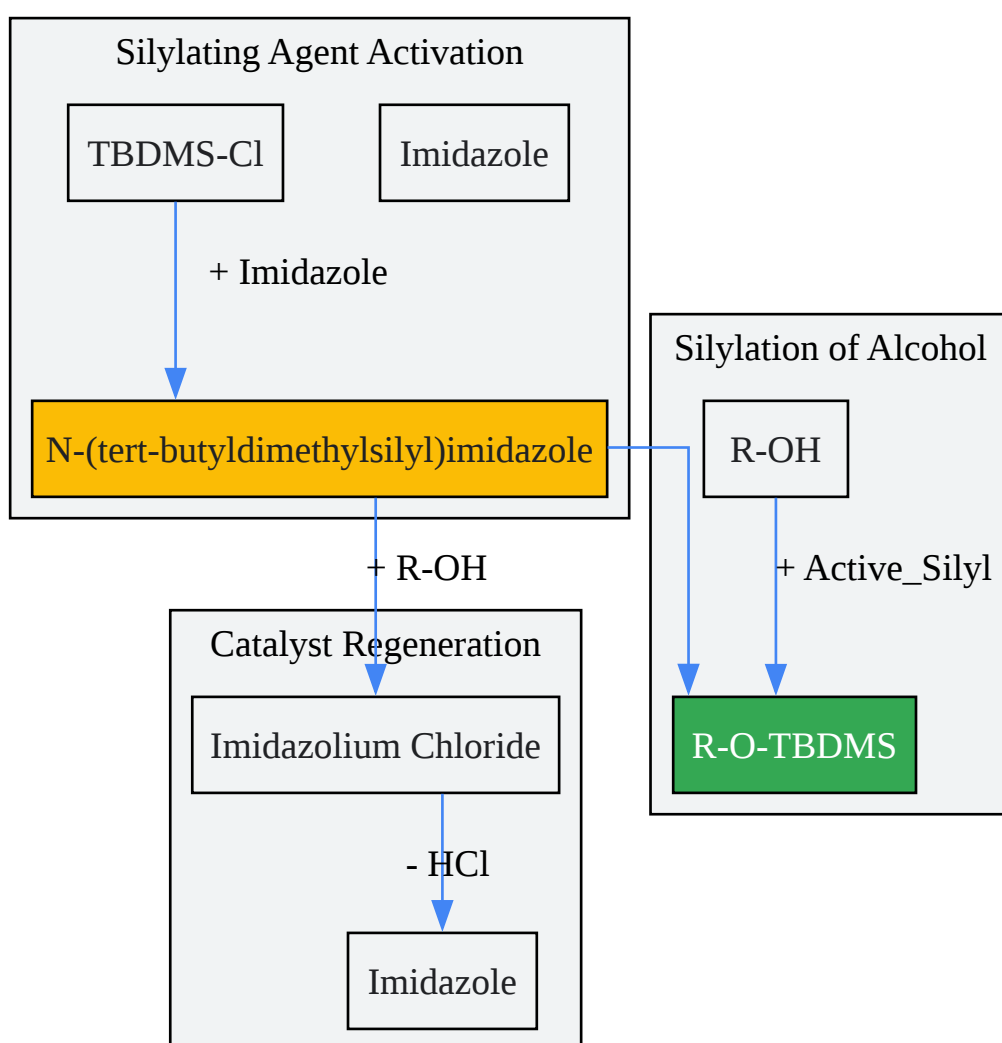 Silylating Agent Activation
TBDMS-Cl
Imidazole
+ Imidazole
N-(tert-butyldimethylsilyl)imidazole
Silylation of Alcohol
R-OH
+ Active_Silyl
R-O-TBDMS
+ R-OH
Catalyst Regeneration
Imidazolium Chloride
- HCl
Imidazole